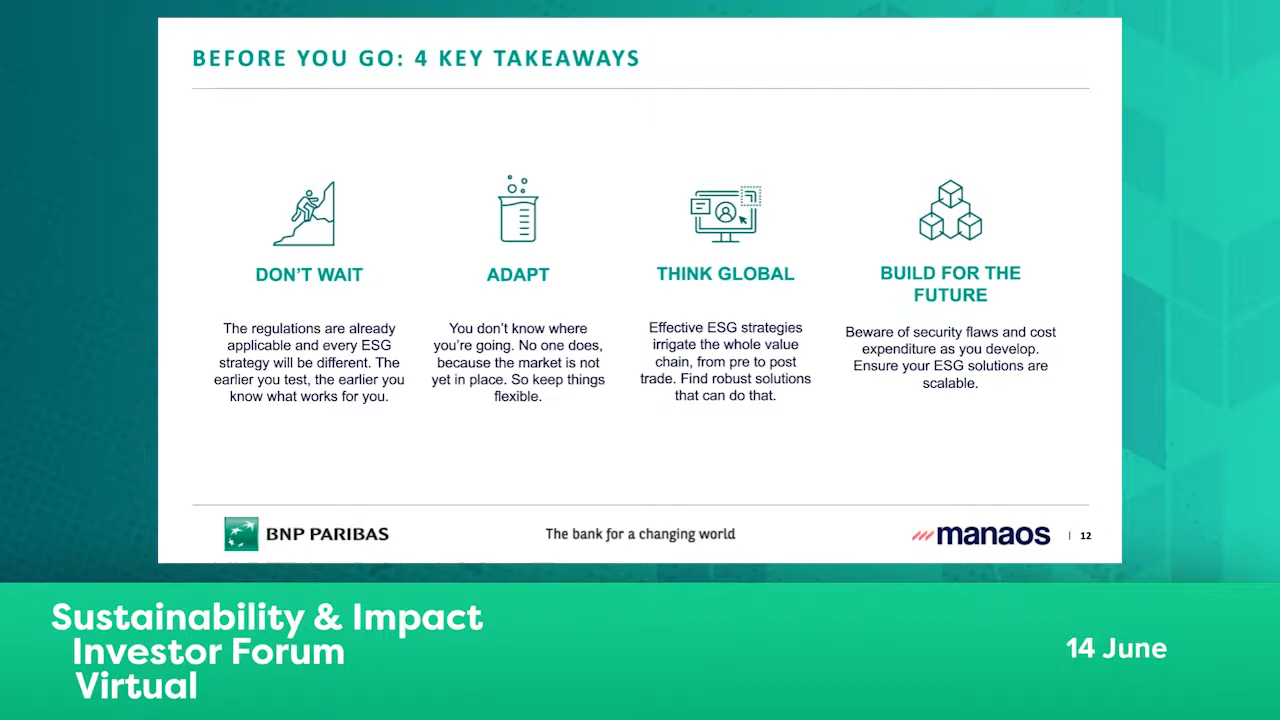 BEFORE YOU GO: 4 KEY TAKEAWAYS
DON'T WAIT
The regulations are already
applicable and every ESG
strategy will be different. The
earlier you test, the earlier you
know what works for you.
ADAPT
You don't know where
you're going. No one does,
because the market is not
yet in place. So keep things
flexible.
THINK GLOBAL
Effective ESG strategies
irrigate the whole value
chain, from pre to post
trade. Find robust solutions
that can do that.
BUILD FOR THE
FUTURE
Beware of security flaws and cost
expenditure as you develop.
Ensure your ESG solutions are
scalable.
BNP PARIBAS
The bank for a changing world
manaos
| 12
Sustainability & Impact
Investor Forum
Virtual
14 June